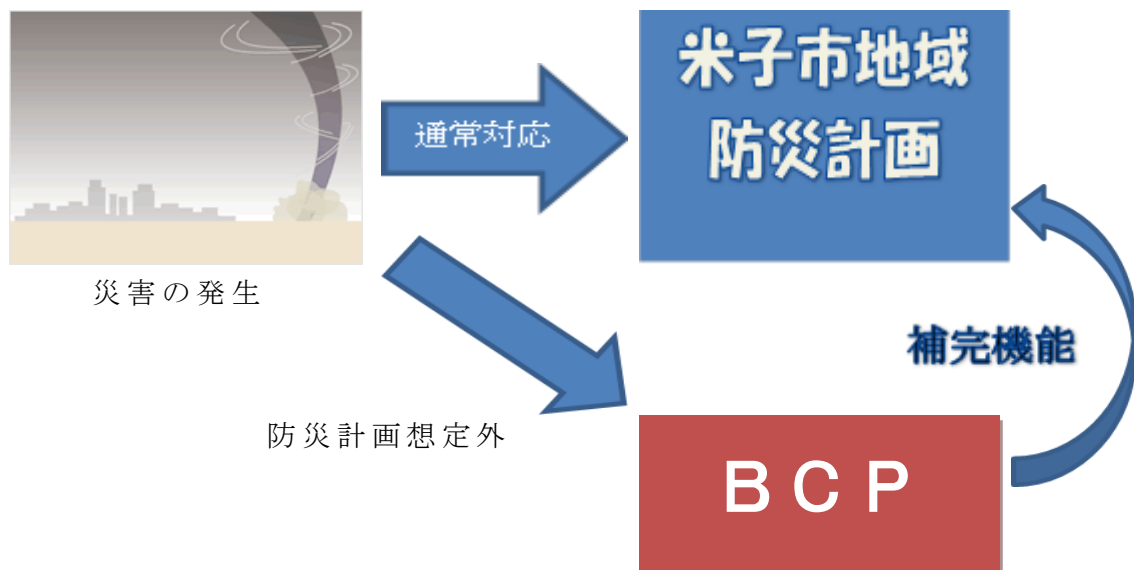 米子市地域
防災計画
通常対応
災害の発生
補完機能
防災計画想定外
ＢＣＰ